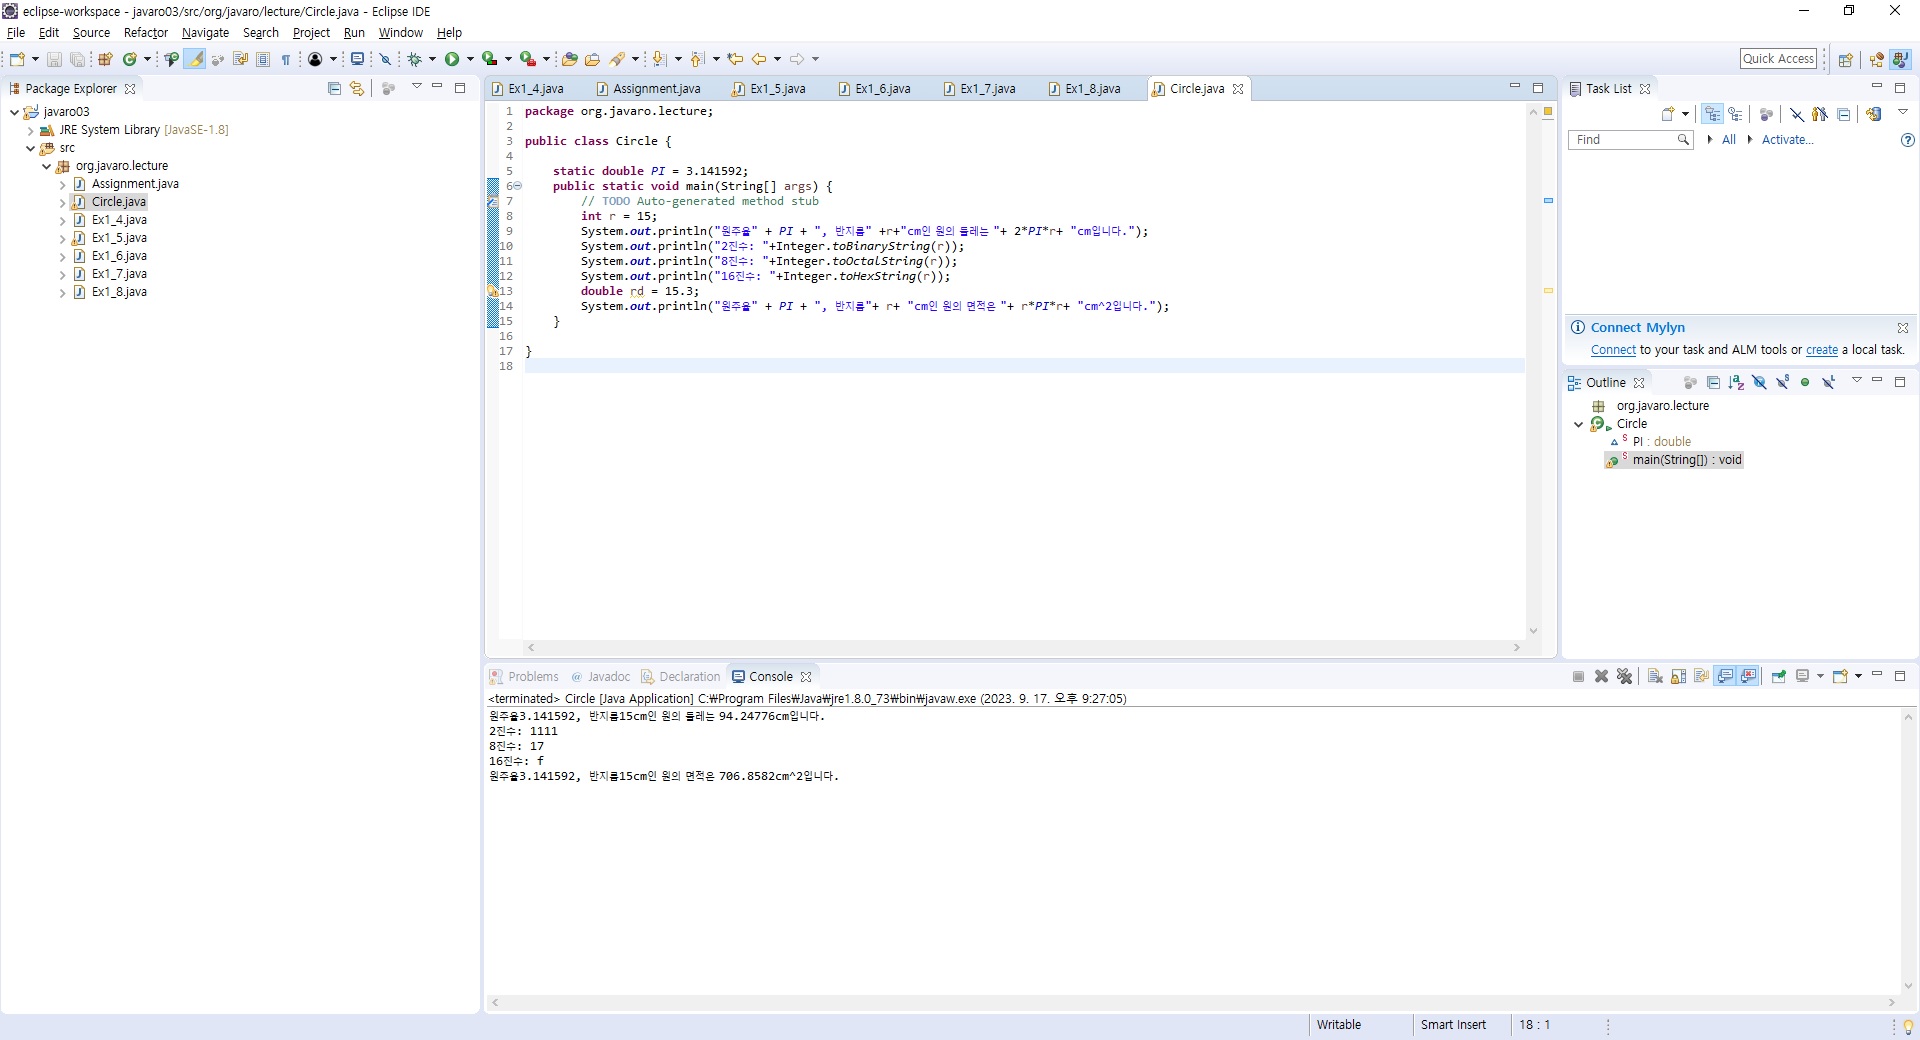 eclipse-workspace - javaro03/src/org/javaro/lecture/Circle.java - Eclipse IDE
File Edit Source Refactor Navigate Search Project Run Window Help
Quick Access
Package Explorer
javaro03
JRE System Library [JavaSE-1.8]
src
org.javaro.lecture
Assignment.java
Circle.java
Ex1_4.java
Ex1_5.java
Ex1_6.java
Ex1_7.java
Ex1_8.java
Ex1_4.java Assignment.java Ex1_5.java Ex1_6.java Ex1_7.java Ex1_8.java Circle.java
1 package org.javaro.lecture;
2
3 public class Circle {
4
5 static double PI = 3.141592;
6 public static void main(String[] args) {
7 // TODO Auto-generated method stub
8 int r = 15;
9 System.out.println("원주율" + PI + ", 반지름" +r+"cm인 원의 둘레는 "+ 2*PI*r+ "cm입니다.");
10 System.out.println("2진수: "+Integer.toBinaryString(r));
11 System.out.println("8진수: "+Integer.toOctalString(r));
12 System.out.println("16진수: "+Integer.toHexString(r));
13 double rd = 15.3;
14 System.out.println("원주율" + PI + ", 반지름"+ r+ "cm인 원의 면적은 "+ r*PI*r+ "cm^2입니다.");
15 }
16
17 }
18
Task List
Find All Activate...
Connect Mylyn
Connect to your task and ALM tools or create a local task.
Outline
org.javaro.lecture
Circle
PI : double
main(String[]) : void
Problems @ Javadoc Declaration Console
<terminated> Circle [Java Application] C:₩Program Files₩Java₩jre1.8.0_73₩bin₩javaw.exe (2023. 9. 17. 오후 9:27:05)
원주율3.141592, 반지름15cm인 원의 둘레는 94.24776cm입니다.
2진수: 1111
8진수: 17
16진수: f
원주율3.141592, 반지름15cm인 원의 면적은 706.8582cm^2입니다.
Writable Smart Insert 18 : 1